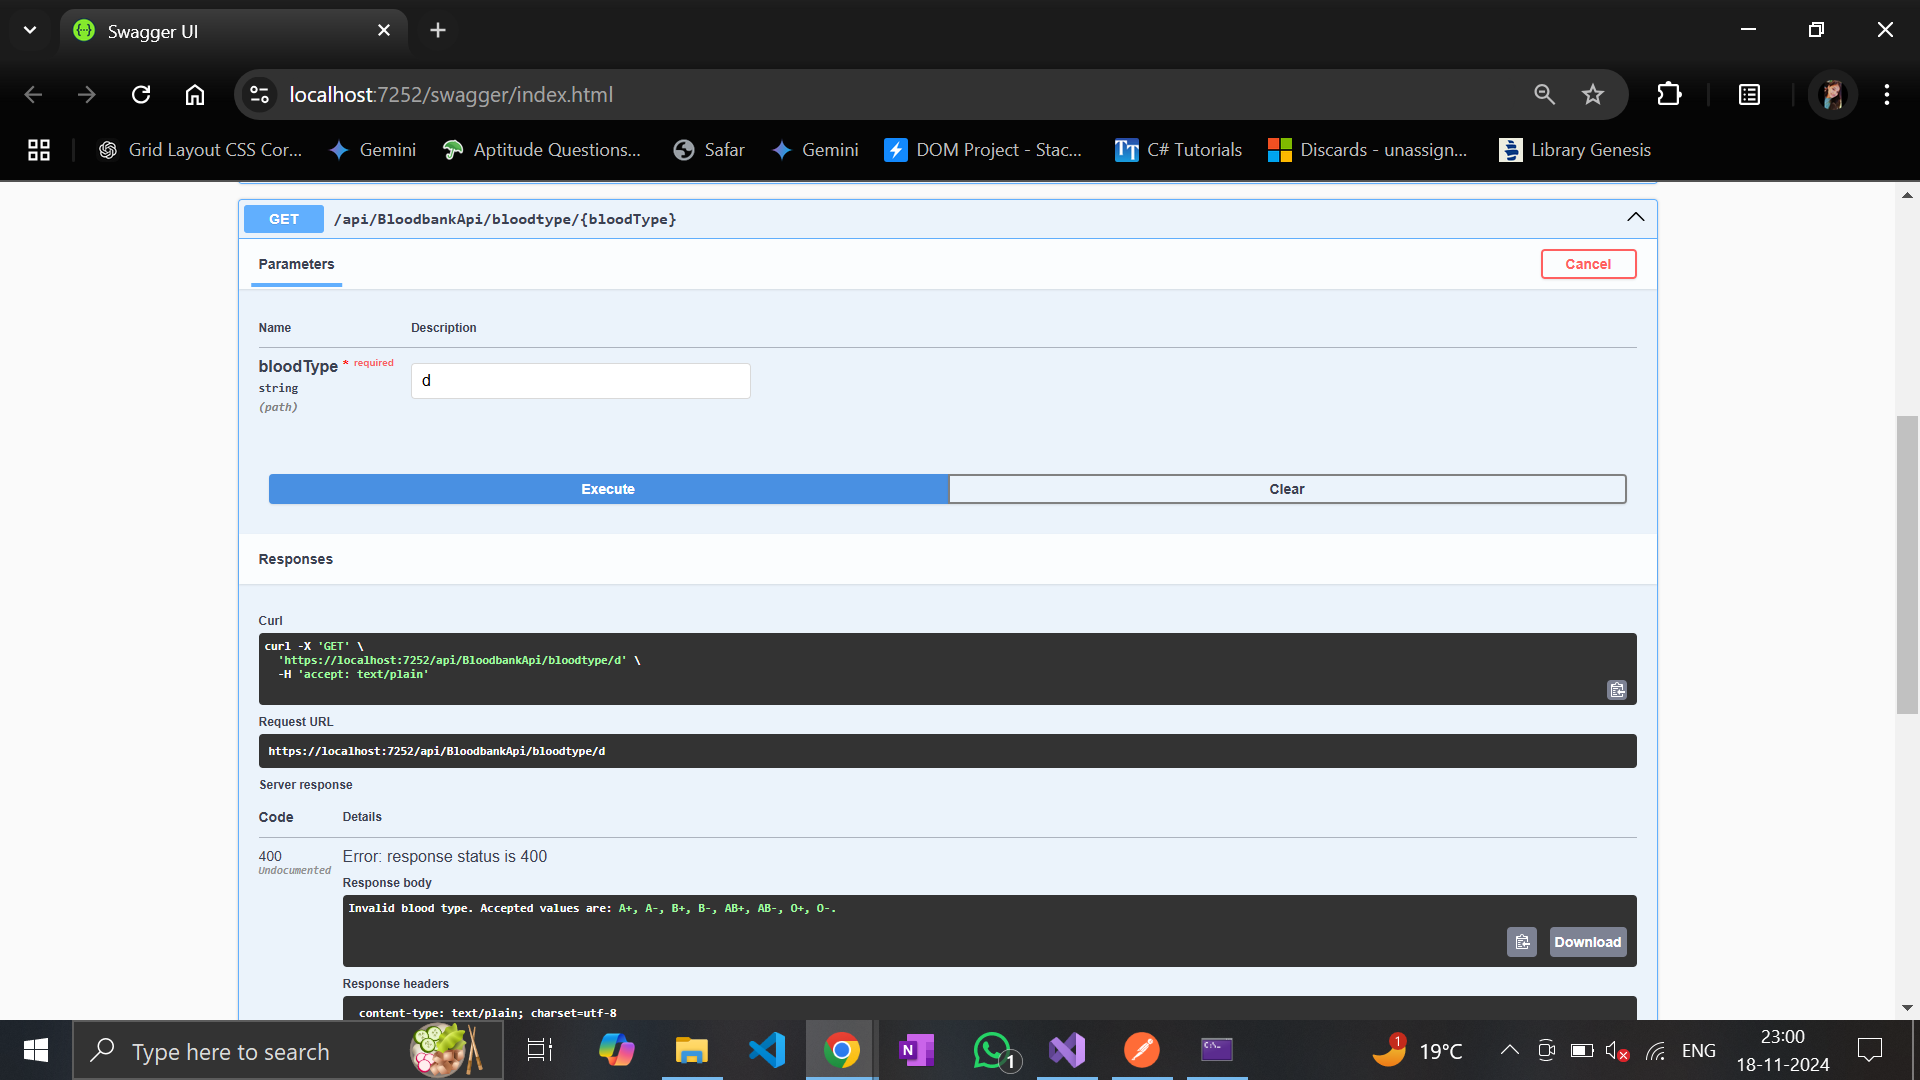 Swagger UI
localhost:7252/swagger/index.html
Grid Layout CSS Cor...
Gemini
Aptitude Questions...
Safar
Gemini
DOM Project - Stac...
TT C# Tutorials
Discards - unassign...
Library Genesis
GET /api/BloodbankApi/bloodtype/{bloodType}
Parameters
Cancel
Name Description
bloodType * required
string
(path)
d
Execute
Clear
Responses
Curl
curl -X 'GET' \
'https://localhost:7252/api/BloodbankApi/bloodtype/d' \
-H 'accept: text/plain'
Request URL
https://localhost:7252/api/BloodbankApi/bloodtype/d
Server response
Code Details
400
Undocumented
Error: response status is 400
Response body
Invalid blood type. Accepted values are: A+, A-, B+, B-, AB+, AB-, O+, O-.
Download
Response headers
content-type: text/plain; charset=utf-8
Type here to search
N
1
C:\_
1
19°C
ENG
23:00
18-11-2024